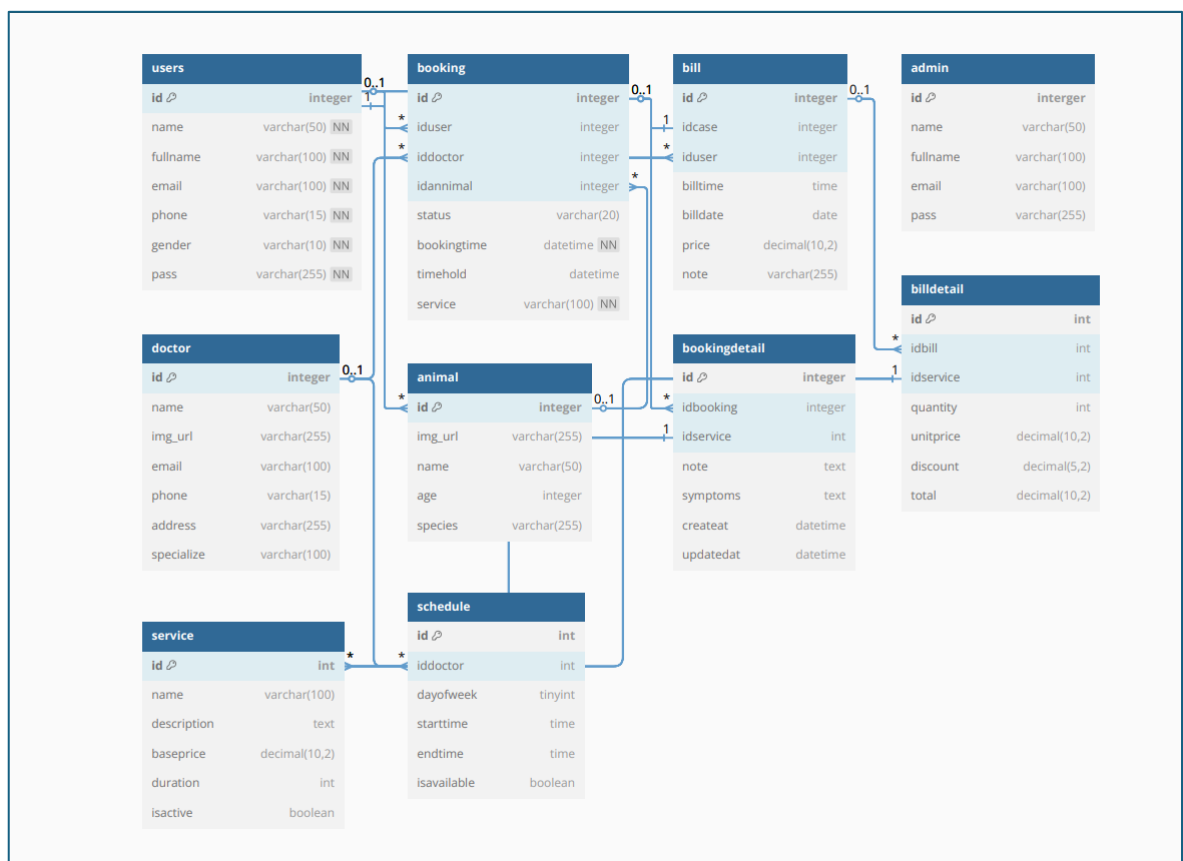 users
id integer
name varchar(50) NN
fullname varchar(100) NN
email varchar(100) NN
phone varchar(15) NN
gender varchar(10) NN
pass varchar(255) NN
0..1
1
booking
id integer
* iduser integer
* iddoctor integer
idannimal integer *
status varchar(20)
bookingtime datetime NN
timehold datetime
service varchar(100) NN
0..1
bill
id integer 0..1
1 idcase integer
* iduser integer
billtime time
billdate date
price decimal(10,2)
note varchar(255)
admin
id interger
name varchar(50)
fullname varchar(100)
email varchar(100)
pass varchar(255)
billdetail
id int
* idbill int
1 idservice int
quantity int
unitprice decimal(10,2)
discount decimal(5,2)
total decimal(10,2)
doctor
id integer 0..1
name varchar(50)
img_url varchar(255)
email varchar(100)
phone varchar(15)
address varchar(255)
specialize varchar(100)
animal
* id integer 0..1
img_url varchar(255)
name varchar(50)
age integer
species varchar(255)
bookingdetail
id integer
* idbooking integer
1 idservice int
note text
symptoms text
createat datetime
updatedat datetime
service
id int *
name varchar(100)
description text
baseprice decimal(10,2)
duration int
isactive boolean
schedule
id int
* iddoctor int
dayofweek tinyint
starttime time
endtime time
isavailable boolean